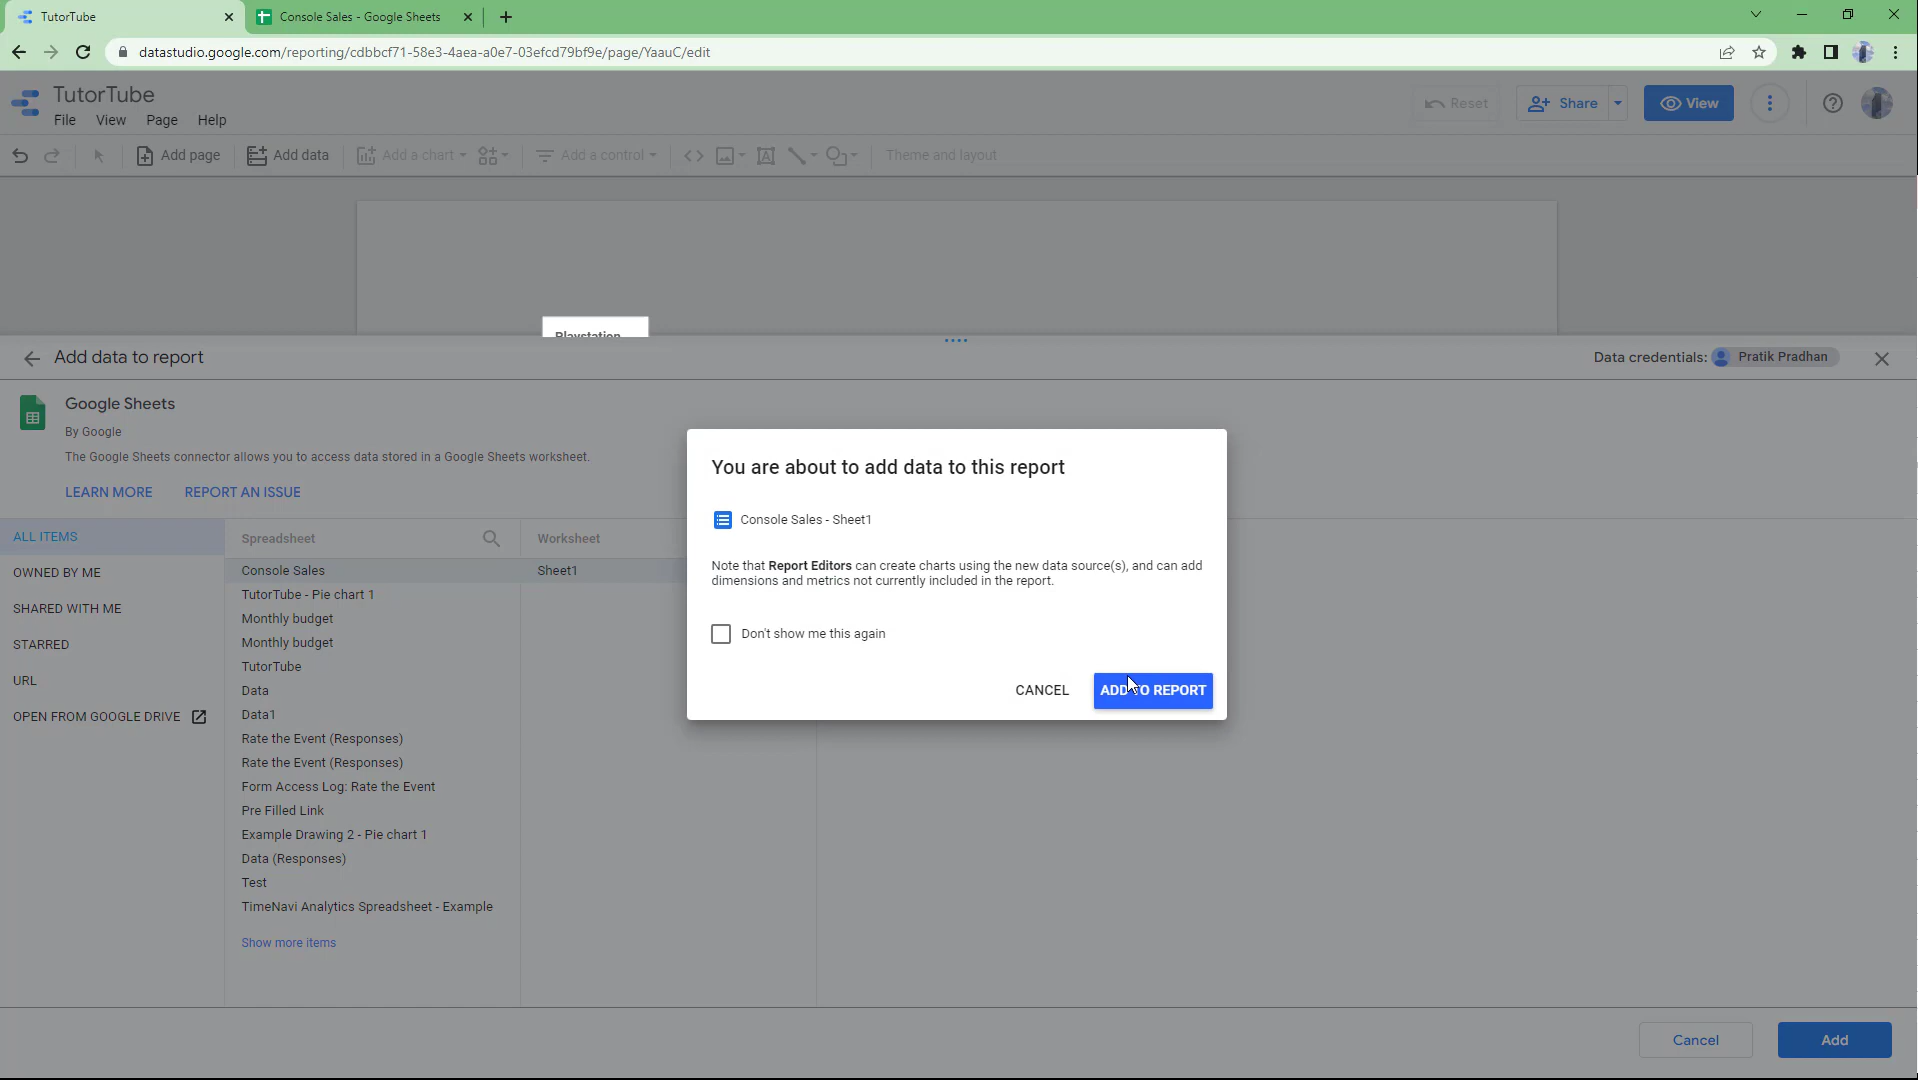 TutorTube
Console Sales - Google Sheets
datastudio.google.com/reporting/cdbbcf71-58e3-4aea-a0e7-03efcd79bf9e/page/YaauC/edit
TutorTube
File View Page Help
Reset
Share
View
Add page
Add data
Add a chart
Add a control
Theme and layout
Playstation
Add data to report
Data credentials: Pratik Pradhan
Google Sheets
By Google
The Google Sheets connector allows you to access data stored in a Google Sheets worksheet.
LEARN MORE REPORT AN ISSUE
ALL ITEMS
OWNED BY ME
SHARED WITH ME
STARRED
URL
OPEN FROM GOOGLE DRIVE
Spreadsheet
Console Sales
TutorTube - Pie chart 1
Monthly budget
Monthly budget
TutorTube
Data
Data1
Rate the Event (Responses)
Rate the Event (Responses)
Form Access Log: Rate the Event
Pre Filled Link
Example Drawing 2 - Pie chart 1
Data (Responses)
Test
TimeNavi Analytics Spreadsheet - Example
Show more items
Worksheet
Sheet1
You are about to add data to this report
Console Sales - Sheet1
Note that Report Editors can create charts using the new data source(s), and can add
dimensions and metrics not currently included in the report.
Don't show me this again
CANCEL
ADD TO REPORT
Cancel
Add